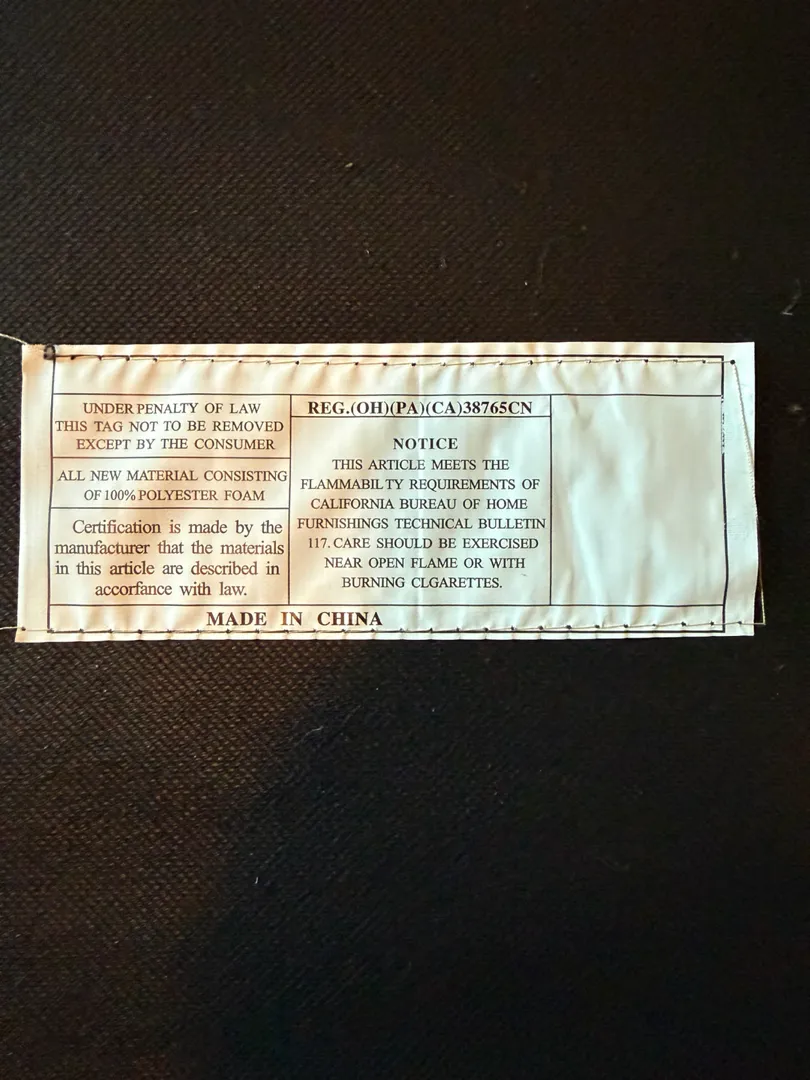 UNDER PENALTY OF LAW
THIS TAG NOT TO BE REMOVED
EXCEPT BY THE CONSUMER
ALL NEW MATERIAL CONSISTING
OF 100% POLYESTER FOAM
Certification is made by the
manufacturer that the materials
in this article are described in
accorfance with law.
REG.(OH)(PA)(CA)38765CN
NOTICE
THIS ARTICLE MEETS THE
FLAMMABILTY REQUIREMENTS OF
CALIFORNIA BUREAU OF HOME
FURNISHINGS TECHNICAL BULLETIN
117. CARE SHOULD BE EXERCISED
NEAR OPEN FLAME OR WITH
BURNING CLGARETTES.
MADE IN CHINA